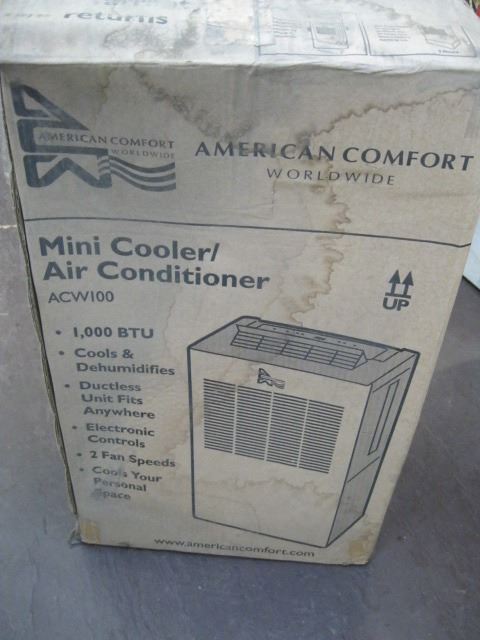 returns
AMERICAN COMFORT
WORLDWIDE
AMERICAN COMFORT
WORLDWIDE
Mini Cooler/
Air Conditioner
ACW100
UP
• 1,000 BTU
• Cools &
Dehumidifies
• Ductless
Unit Fits
Anywhere
• Electronic
Controls
• 2 Fan Speeds
• Cools Your
Personal
Space
www.americancomfort.com